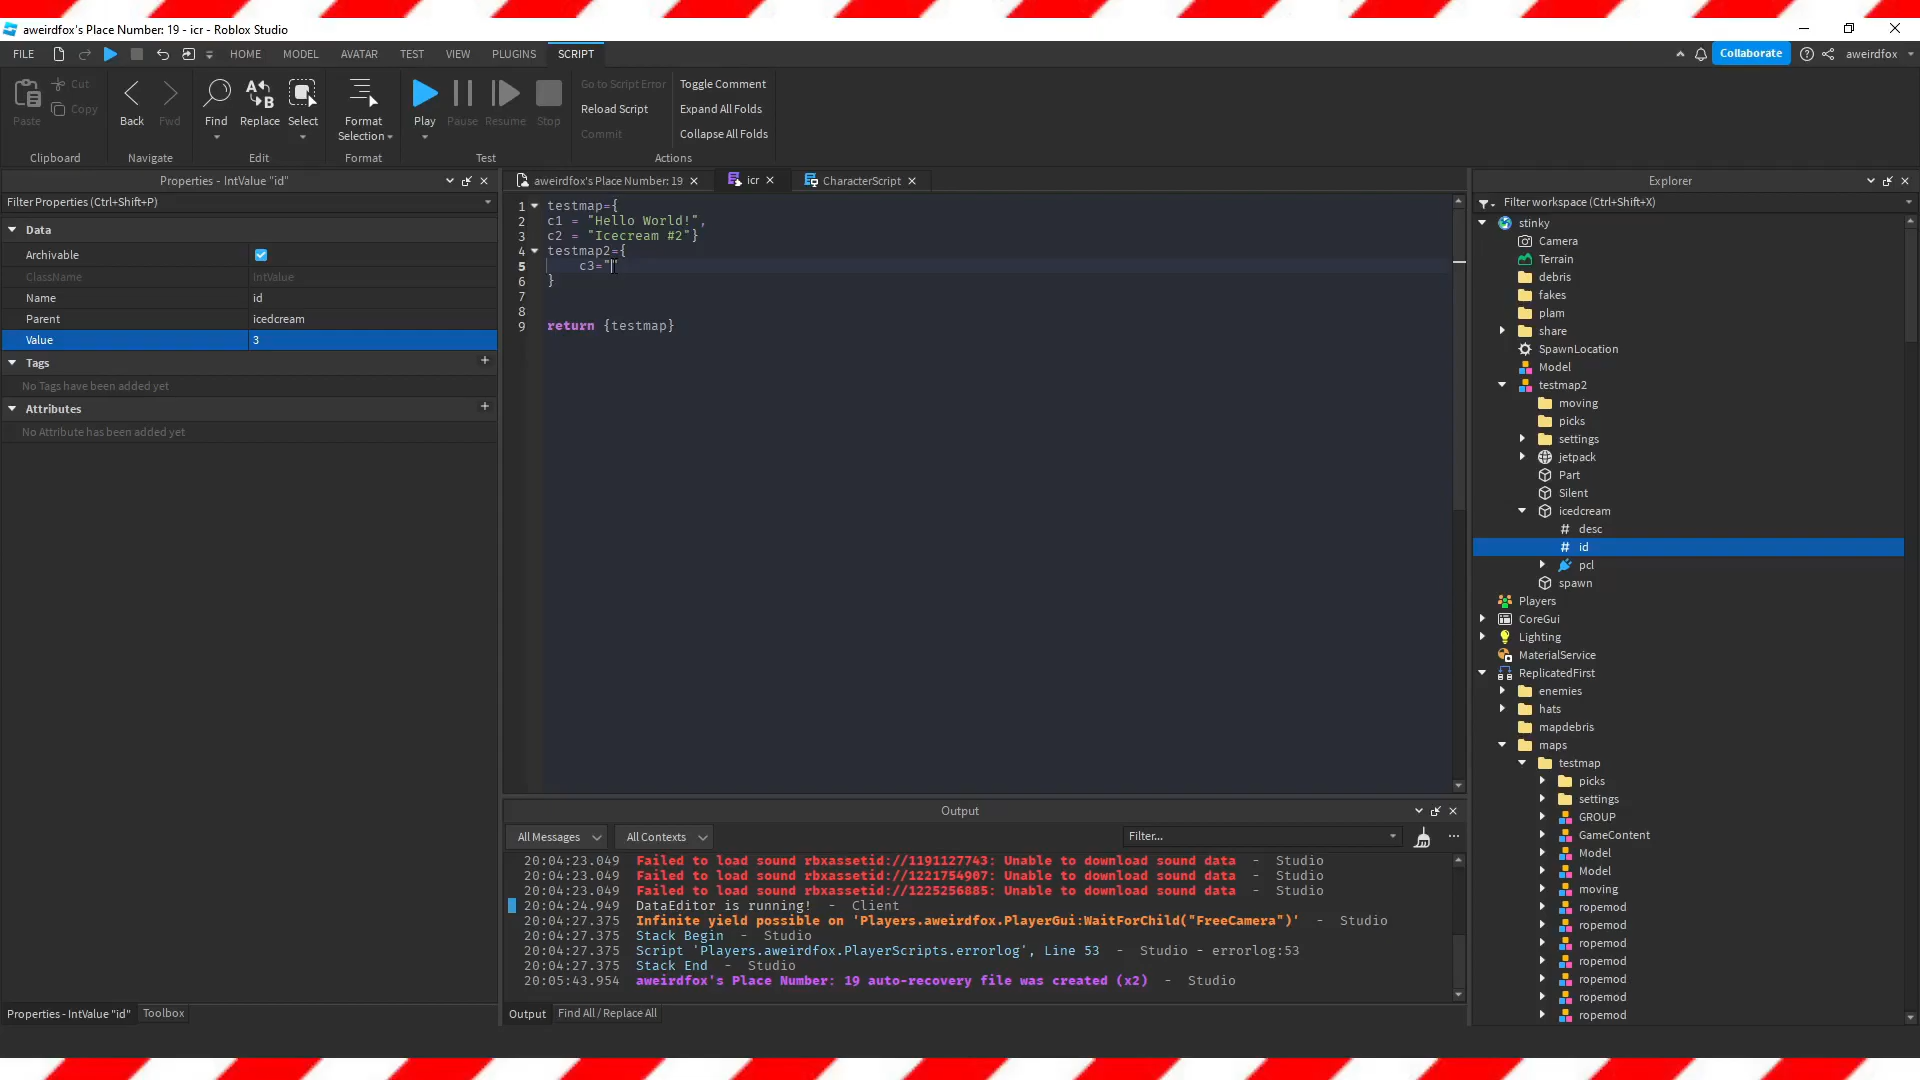 aweirdfox's Place Number: 19 - icr - Roblox Studio
FILE HOME MODEL AVATAR TEST VIEW PLUGINS SCRIPT Collaborate aweirdfox
Cut
Copy
Paste
Back Fwd
Find Replace Select
Format
Selection
Play Pause Resume Stop
Go to Script Error
Reload Script
Commit
Toggle Comment
Expand All Folds
Collapse All Folds
Clipboard Navigate Edit Format Test Actions
Properties - IntValue "id"
Filter Properties (Ctrl+Shift+P)
Data
Archivable
ClassName IntValue
Name id
Parent icedcream
Value 3
Tags
No Tags have been added yet
Attributes
No Attribute has been added yet
Properties - IntValue "id" Toolbox
aweirdfox's Place Number: 19 icr CharacterScript
1 testmap={
2 c1 = "Hello World!",
3 c2 = "Icecream #2"}
4 testmap2={
5 c3=""
6 }
7
8
9 return {testmap}
Output
All Messages All Contexts Filter...
20:04:23.049 Failed to load sound rbxassetid://1191127743: Unable to download sound data - Studio
20:04:23.049 Failed to load sound rbxassetid://1221754907: Unable to download sound data - Studio
20:04:23.049 Failed to load sound rbxassetid://1225256885: Unable to download sound data - Studio
20:04:24.949 DataEditor is running! - Client
20:04:27.375 Infinite yield possible on 'Players.aweirdfox.PlayerGui:WaitForChild("FreeCamera")' - Studio
20:04:27.375 Stack Begin - Studio
20:04:27.375 Script 'Players.aweirdfox.PlayerScripts.errorlog', Line 53 - Studio - errorlog:53
20:04:27.375 Stack End - Studio
20:05:43.954 aweirdfox's Place Number: 19 auto-recovery file was created (x2) - Studio
Output Find All / Replace All
Explorer
Filter workspace (Ctrl+Shift+X)
stinky
Camera
Terrain
debris
fakes
plam
share
SpawnLocation
Model
testmap2
moving
picks
settings
jetpack
Part
Silent
icedcream
desc
id
pcl
spawn
Players
CoreGui
Lighting
MaterialService
ReplicatedFirst
enemies
hats
mapdebris
maps
testmap
picks
settings
GROUP
GameContent
Model
Model
moving
ropemod
ropemod
ropemod
ropemod
ropemod
ropemod
ropemod